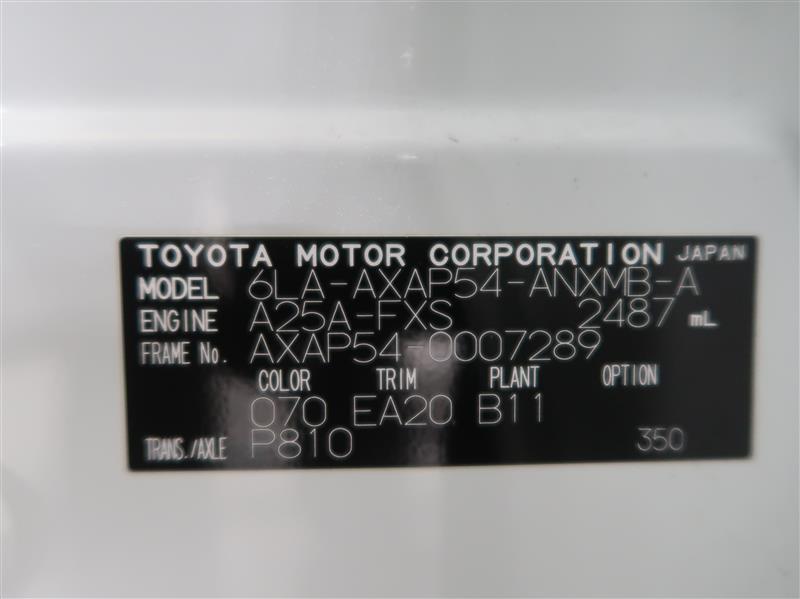 TOYOTA MOTOR CORPORATION JAPAN
MODEL 6LA-AXAP54-ANXMB-A
ENGINE A25A-FXS 2487 mL
FRAME No. AXAP54-0007289
COLOR TRIM PLANT OPTION
070 EA20 B11
TRANS./AXLE P810 350